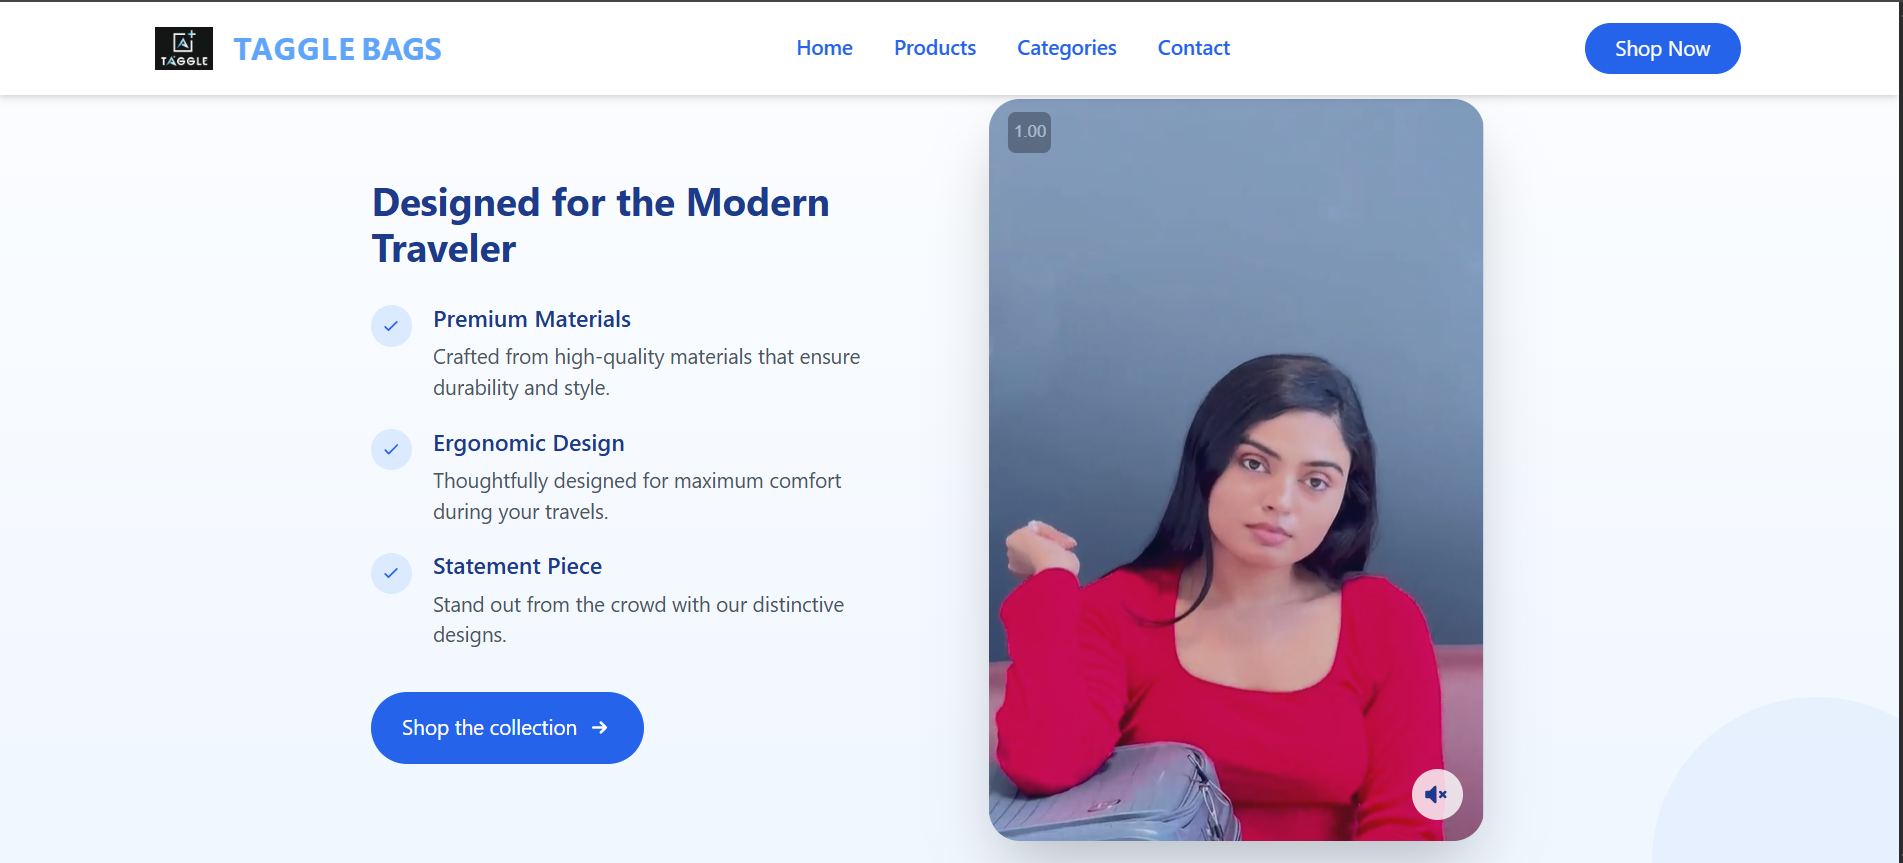 TAGGLE
TAGGLE BAGS
Home
Products
Categories
Contact
Shop Now
1.00
Designed for the Modern
Traveler
Premium Materials
Crafted from high-quality materials that ensure
durability and style.
Ergonomic Design
Thoughtfully designed for maximum comfort
during your travels.
Statement Piece
Stand out from the crowd with our distinctive
designs.
Shop the collection